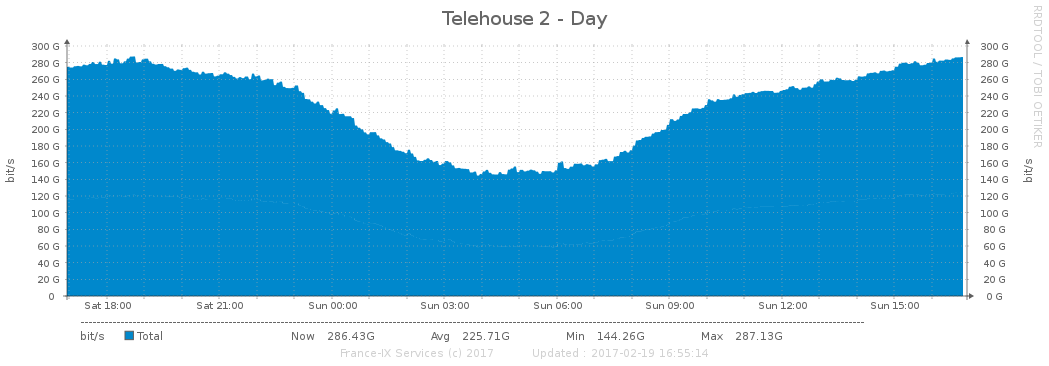 Telehouse 2 - Day
RRDTOOL / TOBI OETIKER
bit/s
300 G 300 G
280 G 280 G
260 G 260 G
240 G 240 G
220 G 220 G
200 G 200 G
180 G 180 G
160 G 160 G
140 G 140 G
120 G 120 G
100 G 100 G
80 G 80 G
60 G 60 G
40 G 40 G
20 G 20 G
0 0 G
bit/s
Sat 18:00 Sat 21:00 Sun 00:00 Sun 03:00 Sun 06:00 Sun 09:00 Sun 12:00 Sun 15:00
bit/s Total Now 286.43G Avg 225.71G Min 144.26G Max 287.13G
France-IX Services (c) 2017 Updated : 2017-02-19 16:55:14